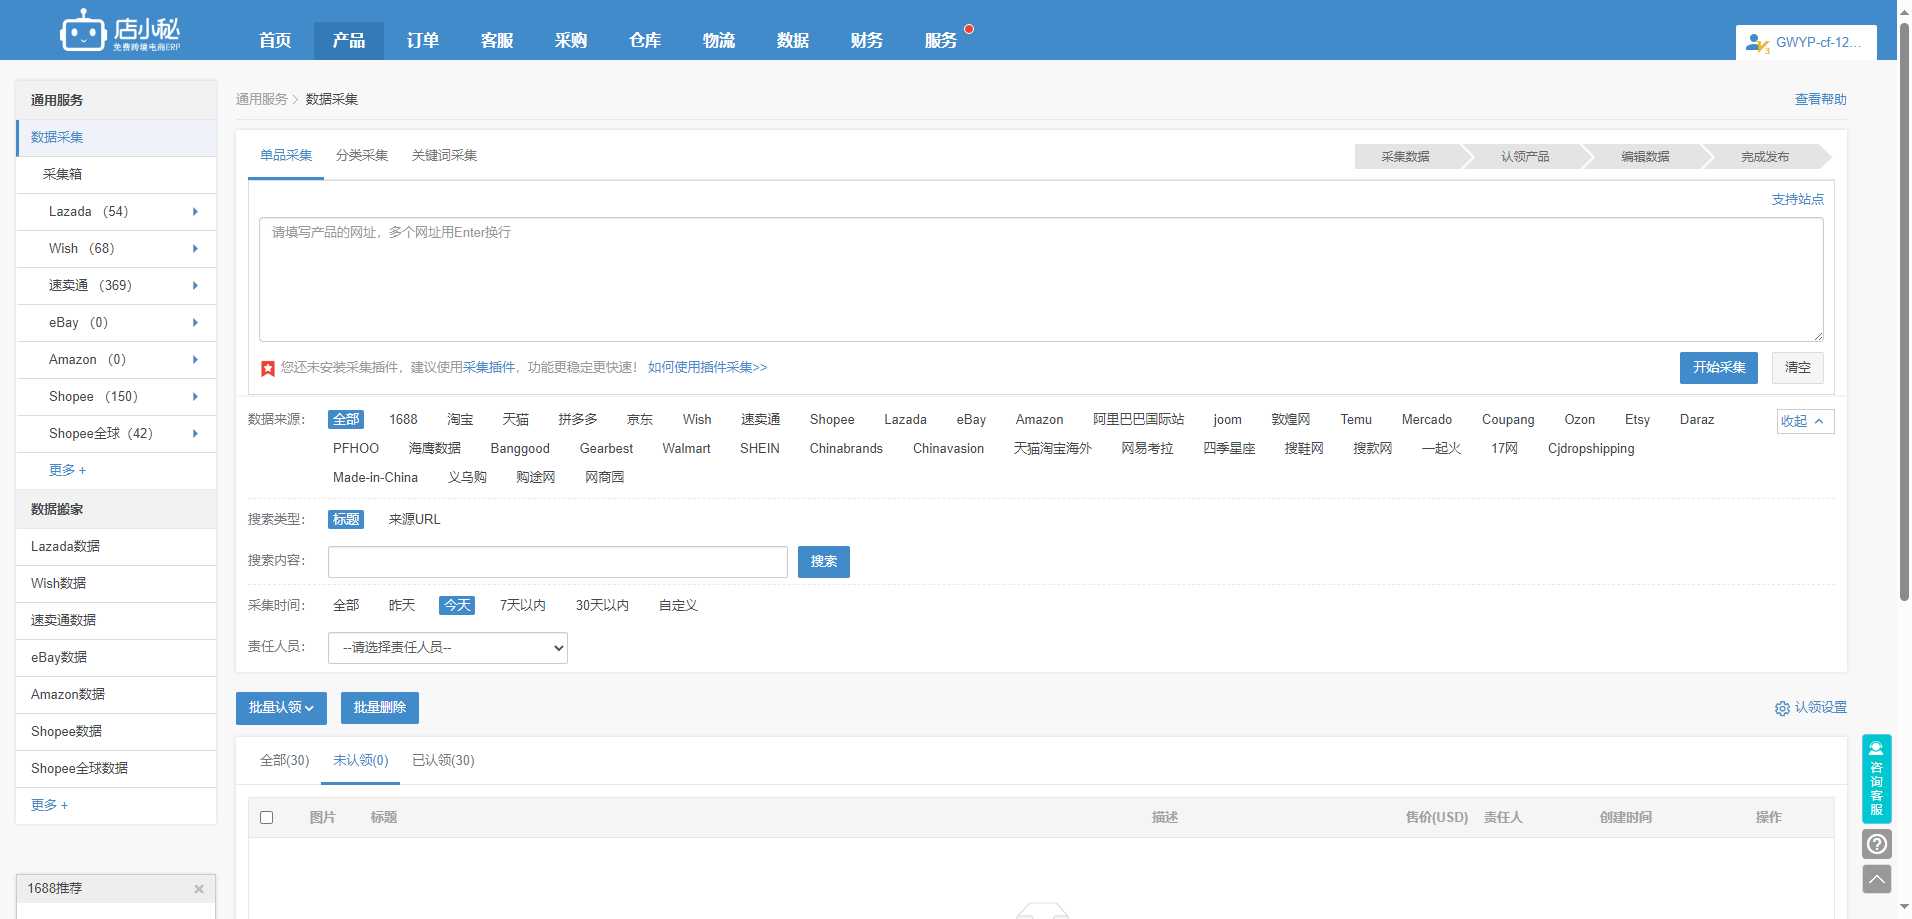 店小秘
免费跨境电商ERP
首页 产品 订单 客服 采购 仓库 物流 数据 财务 服务
GWYP-cf-12...
通用服务
数据采集
采集箱
Lazada （54）
Wish （68）
速卖通 （369）
eBay （0）
Amazon （0）
Shopee （150）
Shopee全球（42）
更多 +
数据搬家
Lazada数据
Wish数据
速卖通数据
eBay数据
Amazon数据
Shopee数据
Shopee全球数据
更多 +
1688推荐
通用服务 > 数据采集
查看帮助
单品采集 分类采集 关键词采集
采集数据 认领产品 编辑数据 完成发布
支持站点
请填写产品的网址，多个网址用Enter换行
您还未安装采集插件，建议使用采集插件，功能更稳定更快速！ 如何使用插件采集>>
开始采集 清空
数据来源： 全部 1688 淘宝 天猫 拼多多 京东 Wish 速卖通 Shopee Lazada eBay Amazon 阿里巴巴国际站 joom 敦煌网 Temu Mercado Coupang Ozon Etsy Daraz 收起
PFHOO 海鹰数据 Banggood Gearbest Walmart SHEIN Chinabrands Chinavasion 天猫淘宝海外 网易考拉 四季星座 搜鞋网 搜款网 一起火 17网 Cjdropshipping
Made-in-China 义乌购 购途网 网商园
搜索类型： 标题 来源URL
搜索内容： 搜索
采集时间： 全部 昨天 今天 7天以内 30天以内 自定义
责任人员： --请选择责任人员--
批量认领 批量删除
认领设置
全部(30) 未认领(0) 已认领(30)
图片 标题 描述 售价(USD) 责任人 创建时间 操作
咨询客服